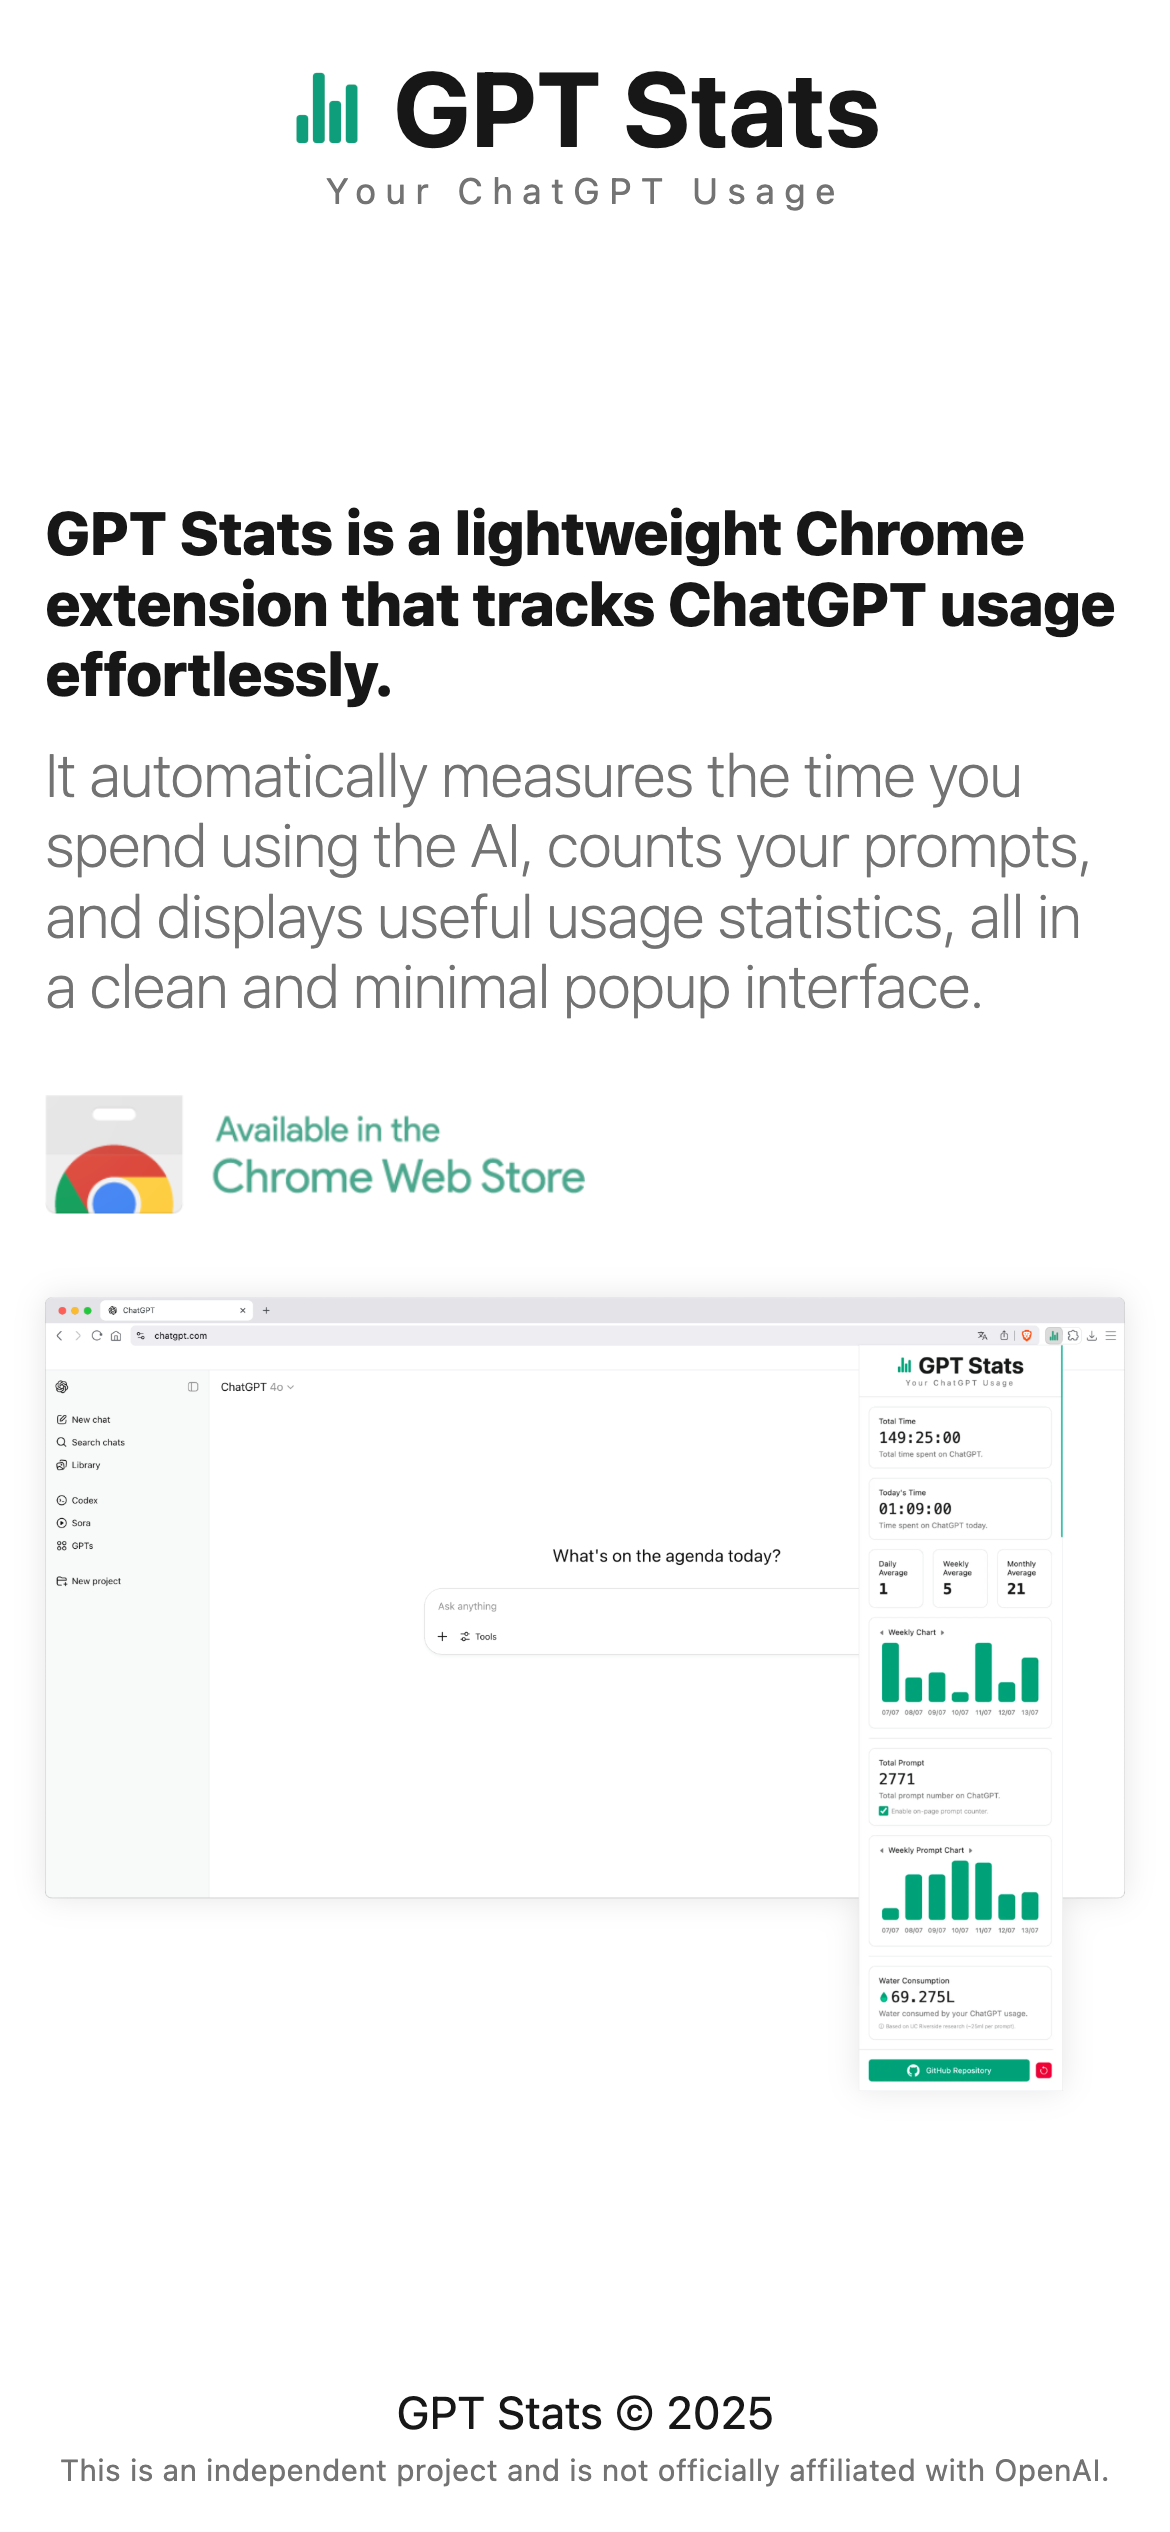 GPT Stats
Your ChatGPT Usage
GPT Stats is a lightweight Chrome
extension that tracks ChatGPT usage
effortlessly.
It automatically measures the time you
spend using the AI, counts your prompts,
and displays useful usage statistics, all in
a clean and minimal popup interface.
Available in the
Chrome Web Store
ChatGPT
chatgpt.com
ChatGPT 4o
New chat
Search chats
Library
Codex
Sora
GPTs
New project
What's on the agenda today?
Ask anything
Tools
GPT Stats
Your ChatGPT Usage
Total Time
149:25:00
Total time spent on ChatGPT.
Today's Time
01:09:00
Time spent on ChatGPT today.
Daily Average
1
Weekly Average
5
Monthly Average
21
Weekly Chart
07/07 08/07 09/07 10/07 11/07 12/07 13/07
Total Prompt
2771
Total prompt number on ChatGPT.
Enable on-page prompt counter.
Weekly Prompt Chart
07/07 08/07 09/07 10/07 11/07 12/07 13/07
Water Consumption
69.275L
Water consumed by your ChatGPT usage.
Based on UC Riverside research (≈25ml per prompt).
GitHub Repository
GPT Stats © 2025
This is an independent project and is not officially affiliated with OpenAI.